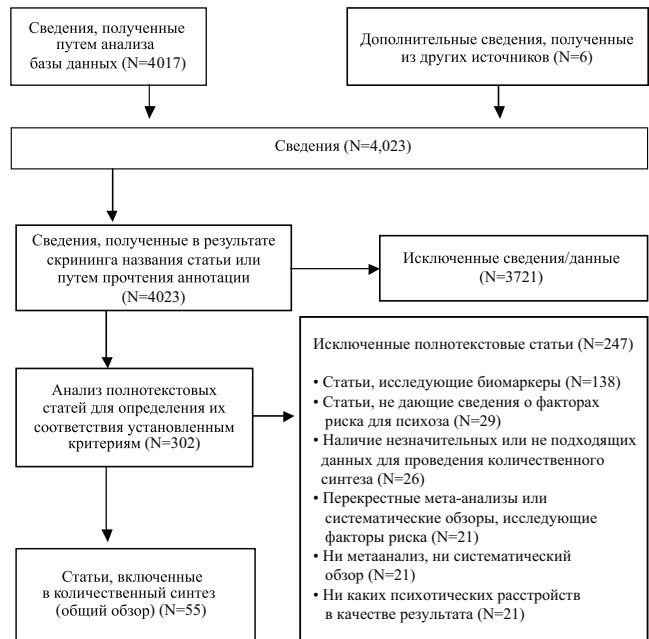 Сведения, полученные
путем анализа
базы данных (N=4017)
Дополнительные сведения, полученные
из других источников (N=6)
Сведения (N=4,023)
Сведения, полученные в результате
скрининга названия статьи или
путем прочтения аннотации
(N=4023)
Исключенные сведения/данные
(N=3721)
Анализ полнотекстовых
статей для определения их
соответствия установленным
критериям (N=302)
Исключенные полнотекстовые статьи (N=247)
• Статьи, исследующие биомаркеры (N=138)
• Статьи, не дающие сведения о факторах
риска для психоза (N=29)
• Наличие незначительных или не подходящих
данных для проведения количественного
синтеза (N=26)
• Перекрестные мета-анализы или
систематические обзоры, исследующие
факторы риска (N=21)
• Ни метаанализ, ни систематический
обзор (N=21)
• Ни каких психотических расстройств
в качестве результата (N=21)
Статьи, включенные
в количественный синтез
(общий обзор) (N=55)